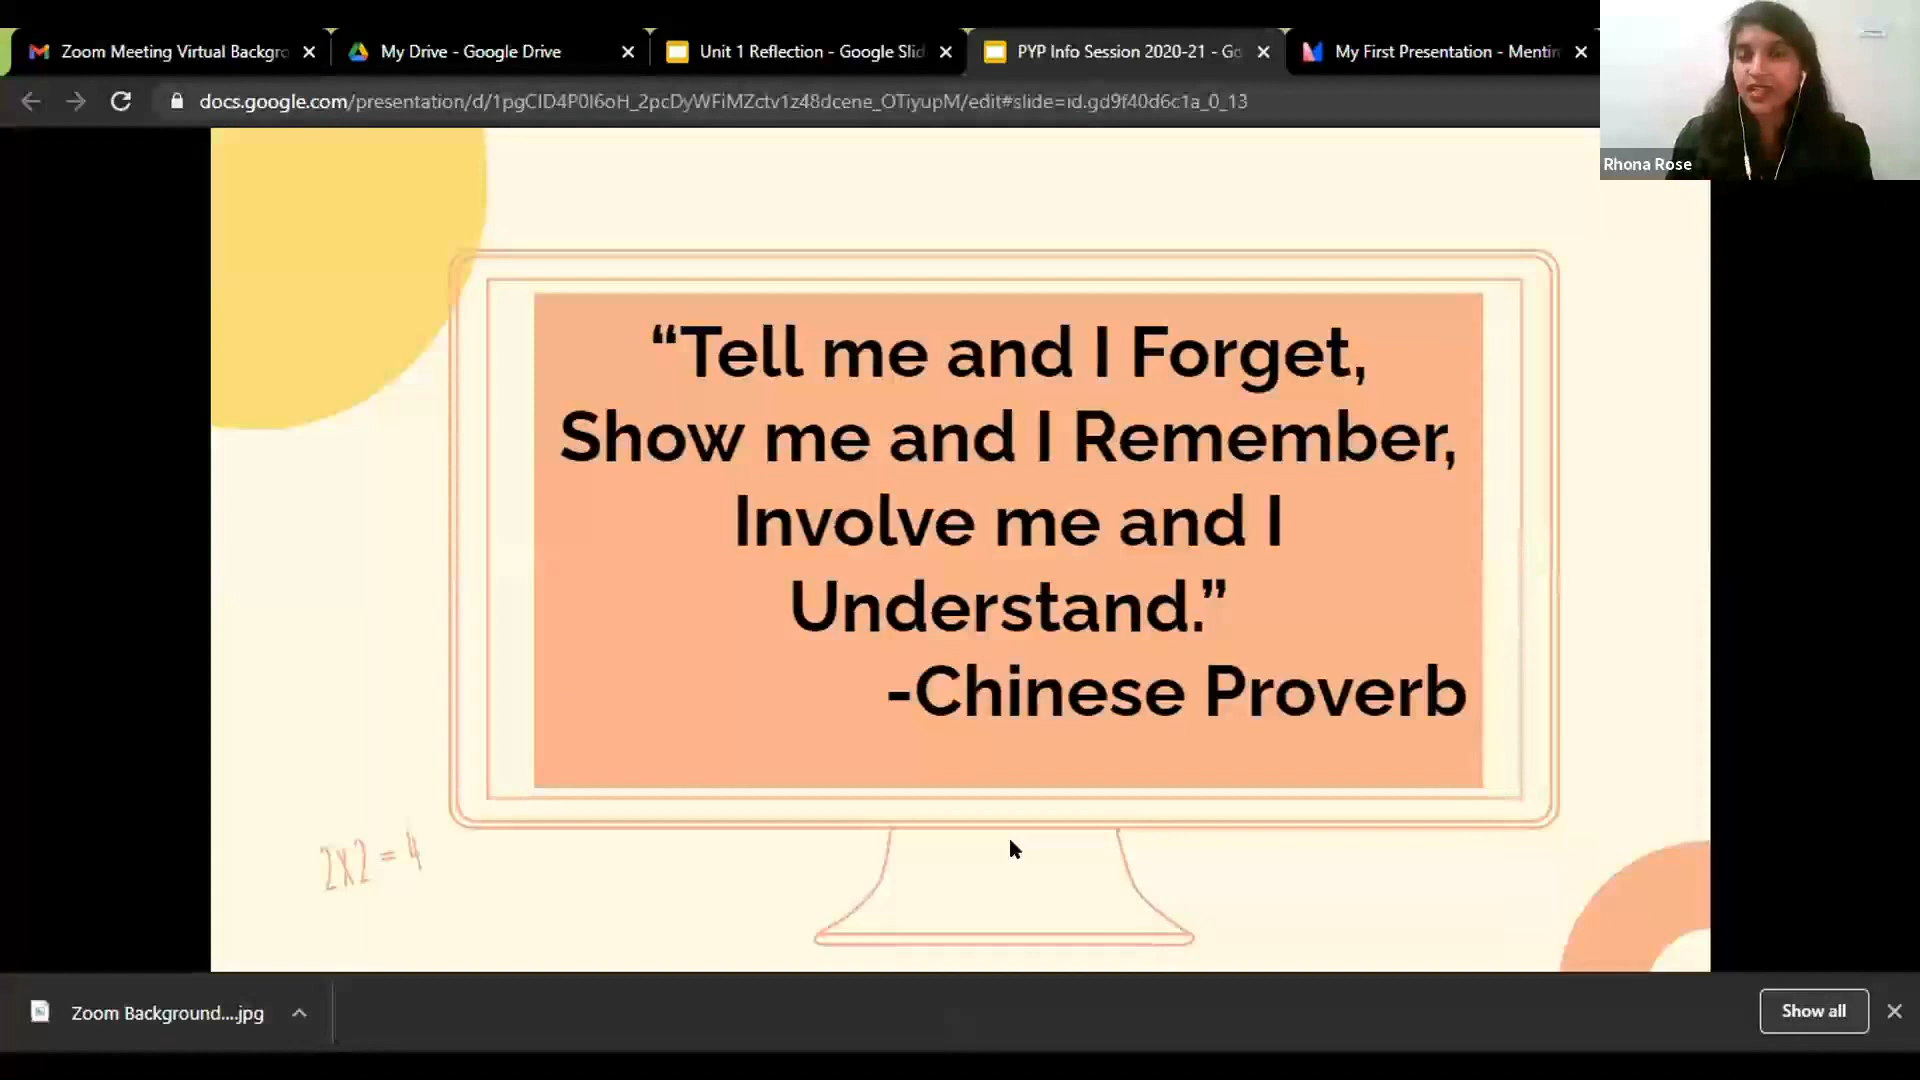 Zoom Meeting Virtual Backgro
My Drive - Google Drive
Unit 1 Reflection - Google Slid
PYP Info Session 2020-21 - Go
My First Presentation - Mentim
docs.google.com/presentation/d/1pgCID4P0I6oH_2pcDyWFiMZctv1z48dcene_OTiyupM/edit#slide=id.gd9f40d6c1a_0_13
Rhona Rose
“Tell me and I Forget,
Show me and I Remember,
Involve me and I
Understand.”
-Chinese Proverb
2x2 = 4
Zoom Background....jpg
Show all